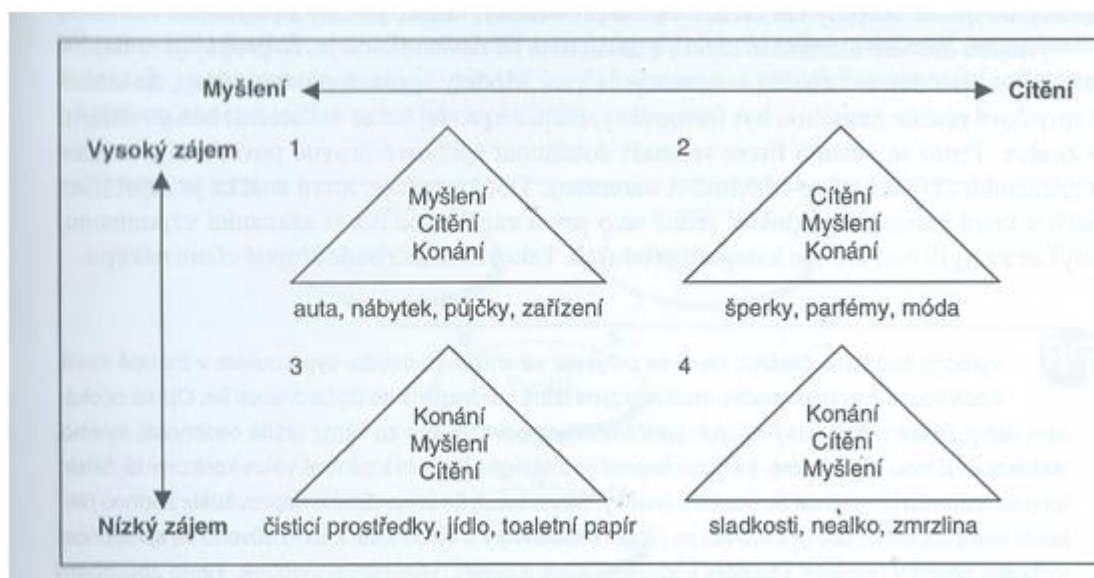 Myšlení Cítění
Vysoký zájem
1
Myšlení
Cítění
Konání
auta, nábytek, půjčky, zařízení
2
Cítění
Myšlení
Konání
šperky, parfémy, móda
3
Konání
Myšlení
Cítění
čisticí prostředky, jídlo, toaletní papír
4
Konání
Cítění
Myšlení
sladkosti, nealko, zmrzlina
Nízký zájem